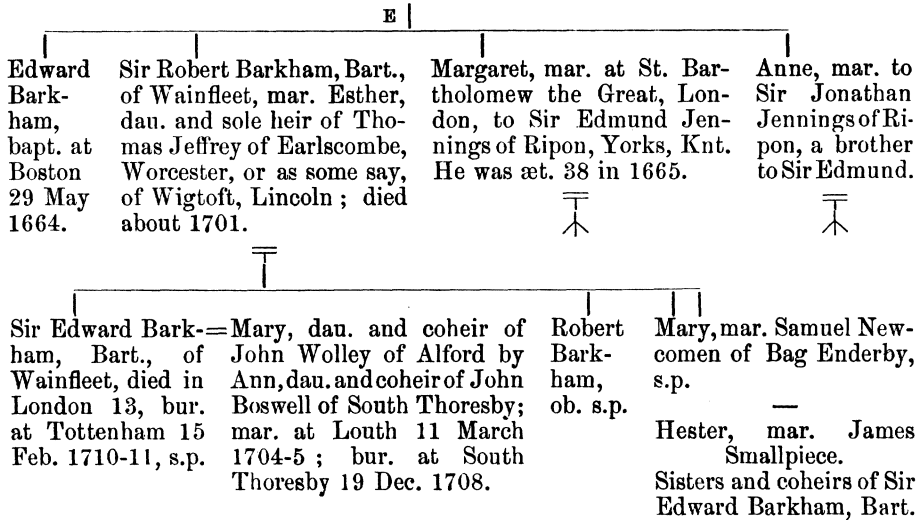 E
Edward
Bark-
ham,
bapt. at
Boston
29 May
1664.
Sir Robert Barkham, Bart.,
of Wainfleet, mar. Esther,
dau. and sole heir of Tho-
mas Jeffrey of Earlscombe,
Worcester, or as some say,
of Wigtoft, Lincoln ; died
about 1701.
Margaret, mar. at St. Bar-
tholomew the Great, Lon-
don, to Sir Edmund Jen-
nings of Ripon, Yorks, Knt.
He was æt. 38 in 1665.
Anne, mar. to
Sir Jonathan
Jennings of Ri-
pon, a brother
to Sir Edmund.
Sir Edward Bark-=
ham, Bart., of
Wainfleet, died in
London 13, bur.
at Tottenham 15
Feb. 1710-11, s.p.
Mary, dau. and coheir of
John Wolley of Alford by
Ann, dau. and coheir of John
Boswell of South Thoresby;
mar. at Louth 11 March
1704-5 ; bur. at South
Thoresby 19 Dec. 1708.
Robert
Bark-
ham,
ob. s.p.
Mary, mar. Samuel New-
comen of Bag Enderby,
s.p.
—
Hester, mar. James
Smallpiece.
Sisters and coheirs of Sir
Edward Barkham, Bart.